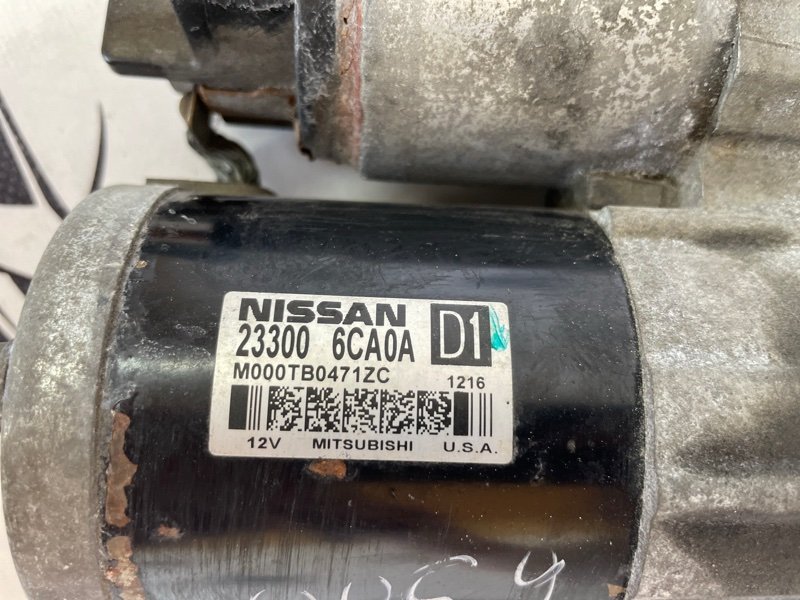 NISSAN
23300 6CA0A D1
M000TB0471ZC 1216
12V MITSUBISHI U.S.A.